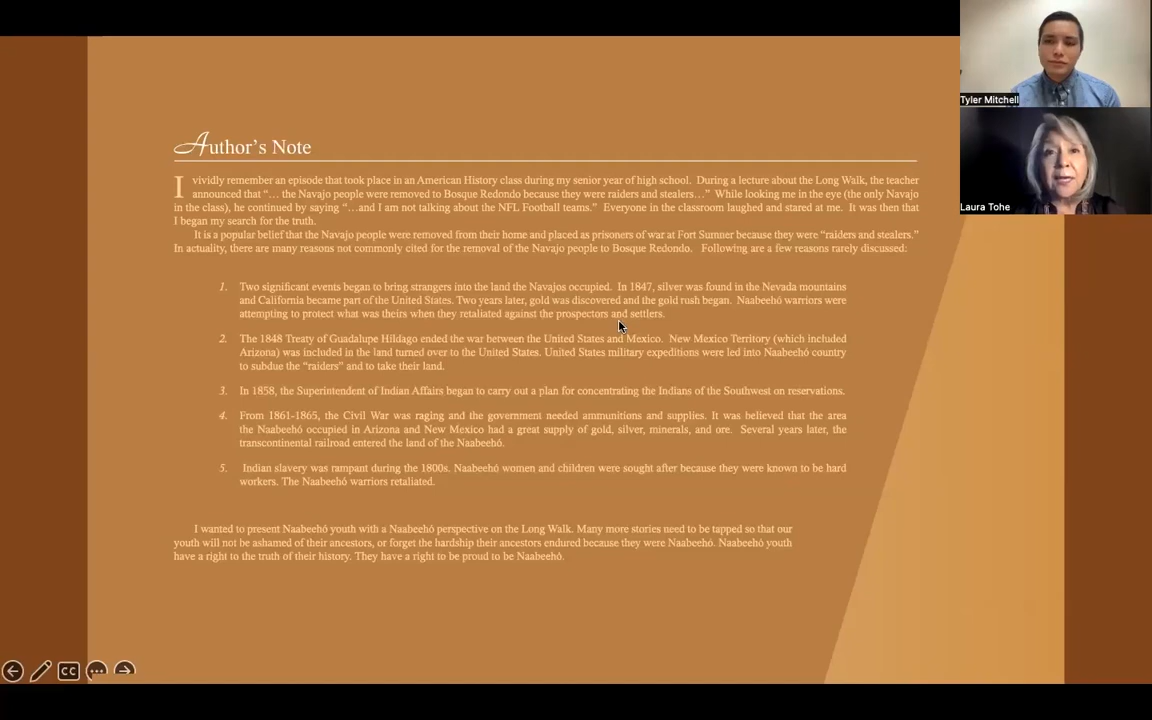 Author's Note
I vividly remember an episode that took place in an American History class during my senior year of high school. During a lecture about the Long Walk, the teacher
announced that “… the Navajo people were removed to Bosque Redondo because they were raiders and stealers…” While looking me in the eye (the only Navajo
in the class), he continued by saying “…and I am not talking about the NFL Football teams.” Everyone in the classroom laughed and stared at me. It was then that
I began my search for the truth.
It is a popular belief that the Navajo people were removed from their home and placed as prisoners of war at Fort Sumner because they were “raiders and stealers.”
In actuality, there are many reasons not commonly cited for the removal of the Navajo people to Bosque Redondo. Following are a few reasons rarely discussed:
1. Two significant events began to bring strangers into the land the Navajos occupied. In 1847, silver was found in the Nevada mountains
and California became part of the United States. Two years later, gold was discovered and the gold rush began. Naabeehó warriors were
attempting to protect what was theirs when they retaliated against the prospectors and settlers.
2. The 1848 Treaty of Guadalupe Hildago ended the war between the United States and Mexico. New Mexico Territory (which included
Arizona) was included in the land turned over to the United States. United States military expeditions were led into Naabeehó country
to subdue the “raiders” and to take their land.
3. In 1858, the Superintendent of Indian Affairs began to carry out a plan for concentrating the Indians of the Southwest on reservations.
4. From 1861-1865, the Civil War was raging and the government needed ammunitions and supplies. It was believed that the area
the Naabeehó occupied in Arizona and New Mexico had a great supply of gold, silver, minerals, and ore. Several years later, the
transcontinental railroad entered the land of the Naabeehó.
5. Indian slavery was rampant during the 1800s. Naabeehó women and children were sought after because they were known to be hard
workers. The Naabeehó warriors retaliated.
I wanted to present Naabeehó youth with a Naabeehó perspective on the Long Walk. Many more stories need to be tapped so that our
youth will not be ashamed of their ancestors, or forget the hardship their ancestors endured because they were Naabeehó. Naabeehó youth
have a right to the truth of their history. They have a right to be proud to be Naabeehó.
Tyler Mitchell
Laura Tohe
CC